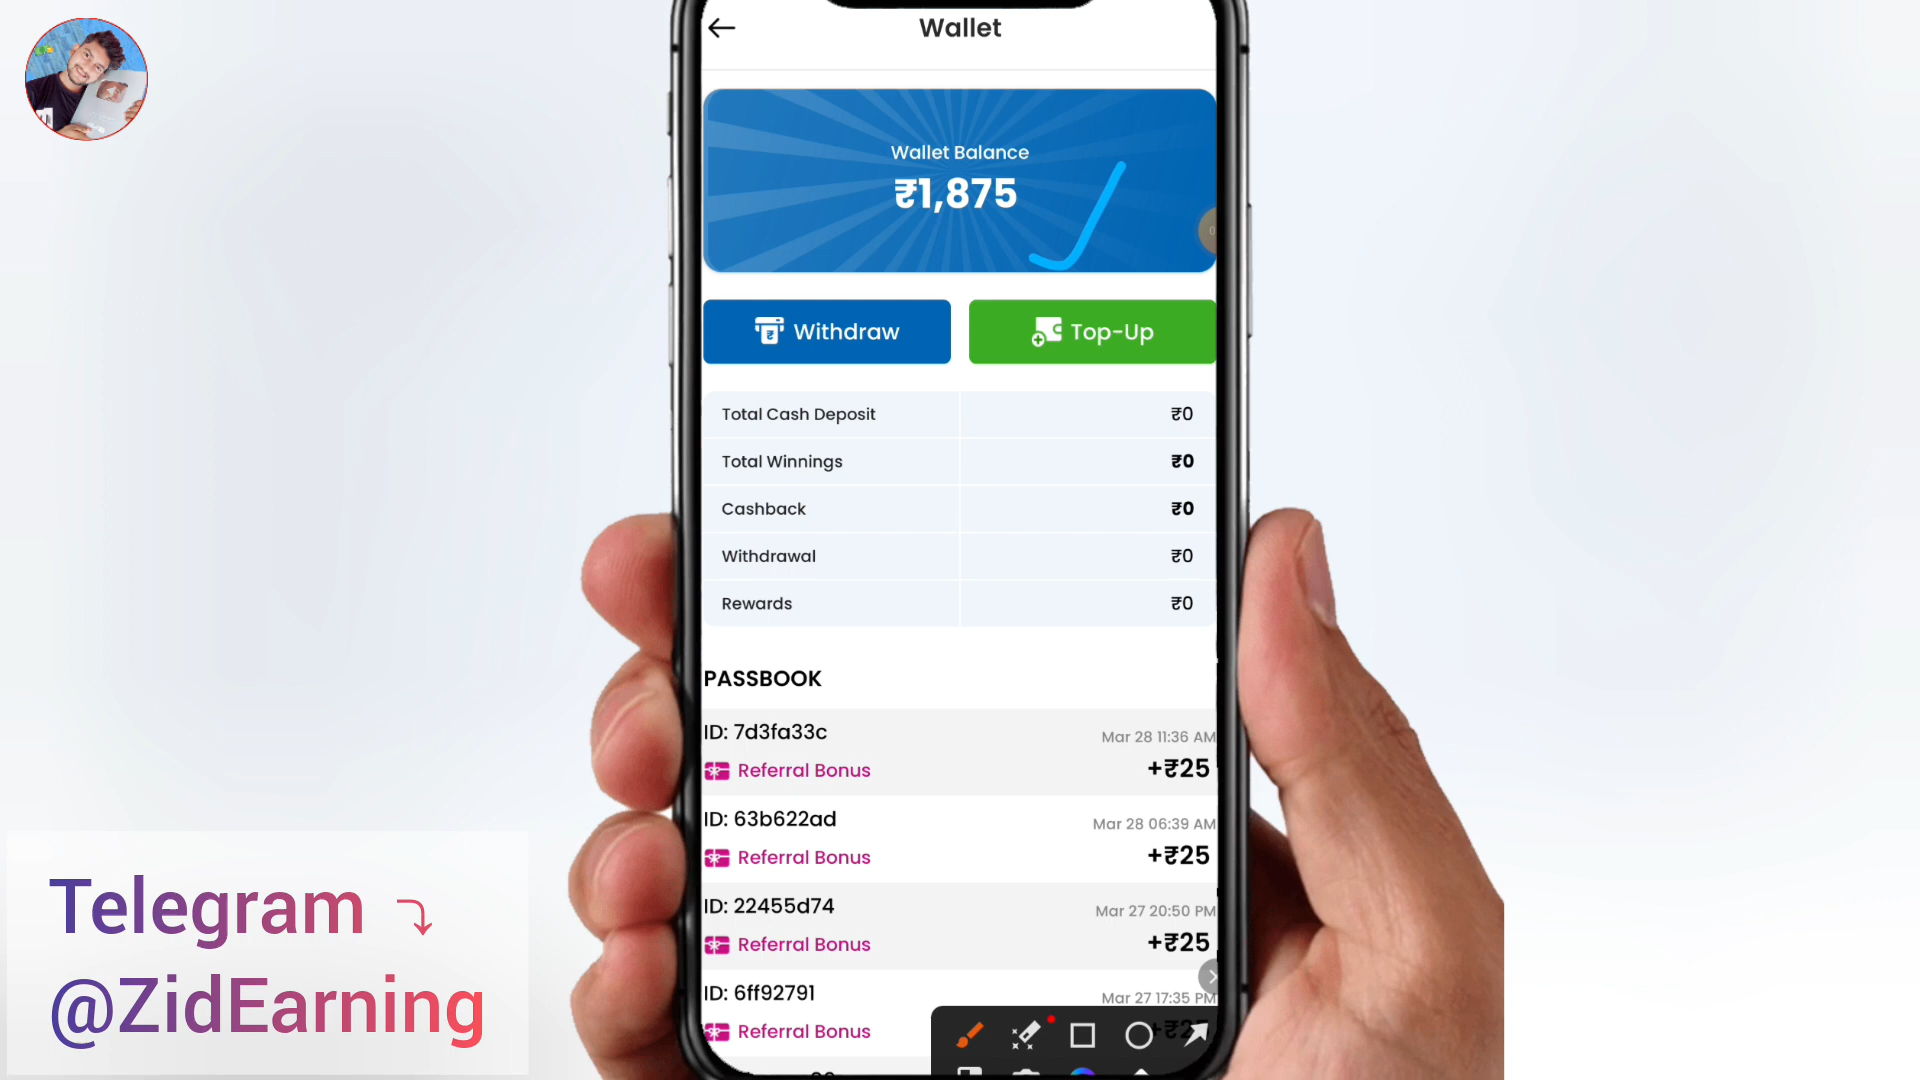 Wallet
Wallet Balance
₹1,875
Withdraw
Top-Up
Total Cash Deposit ₹0
Total Winnings ₹0
Cashback ₹0
Withdrawal ₹0
Rewards ₹0
PASSBOOK
ID: 7d3fa33c Mar 28 11:36 AM
Referral Bonus +₹25
ID: 63b622ad Mar 28 06:39 AM
Referral Bonus +₹25
ID: 22455d74 Mar 27 20:50 PM
Referral Bonus +₹25
ID: 6ff92791 Mar 27 17:35 PM
Referral Bonus
Telegram
@ZidEarning